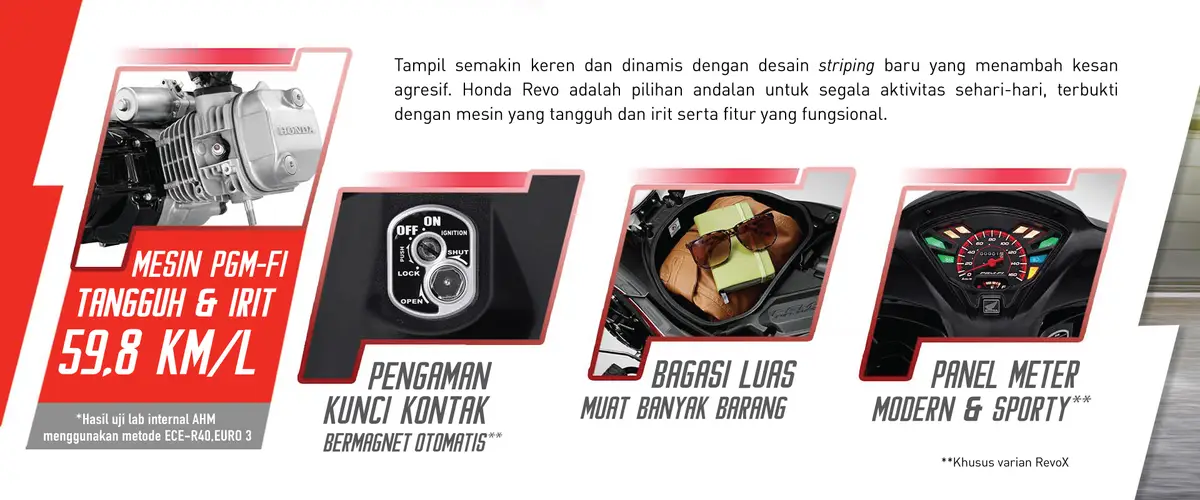 Tampil semakin keren dan dinamis dengan desain striping baru yang menambah kesan
agresif. Honda Revo adalah pilihan andalan untuk segala aktivitas sehari-hari, terbukti
dengan mesin yang tangguh dan irit serta fitur yang fungsional.
HONDA
MESIN PGM-FI
TANGGUH & IRIT
59,8 KM/L
*Hasil uji lab internal AHM
menggunakan metode ECE-R40,EURO 3
ON
OFF
IGNITION
PUSH
SHUT
LOCK
OPEN
PENGAMAN
KUNCI KONTAK
BERMAGNET OTOMATIS**
BAGASI LUAS
MUAT BANYAK BARANG
PANEL METER
MODERN & SPORTY**
**Khusus varian RevoX